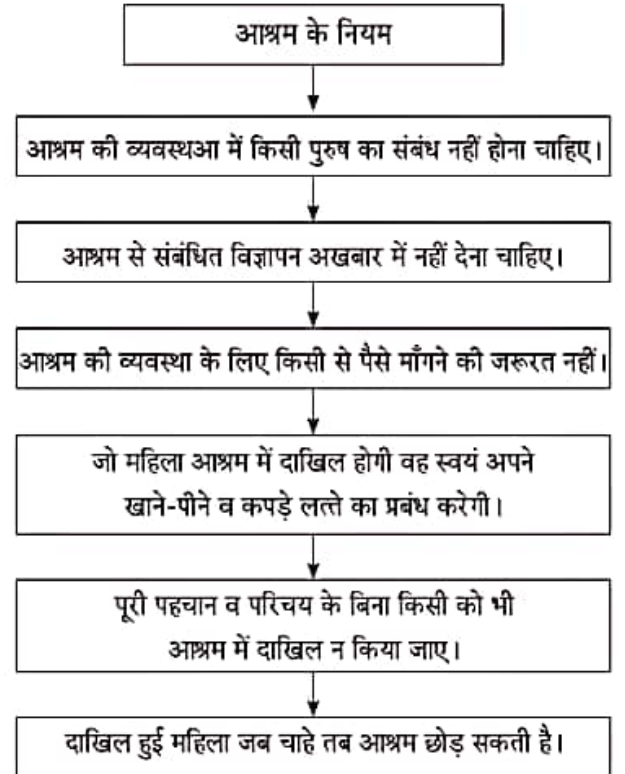 आश्रम के नियम
आश्रम की व्यवस्थआ में किसी पुरुष का संबंध नहीं होना चाहिए।
आश्रम से संबंधित विज्ञापन अखबार में नहीं देना चाहिए।
आश्रम की व्यवस्था के लिए किसी से पैसे माँगने की जरूरत नहीं।
जो महिला आश्रम में दाखिल होगी वह स्वयं अपने
खाने-पीने व कपड़े लत्ते का प्रबंध करेगी।
पूरी पहचान व परिचय के बिना किसी को भी
आश्रम में दाखिल न किया जाए।
दाखिल हुई महिला जब चाहे तब आश्रम छोड़ सकती है।